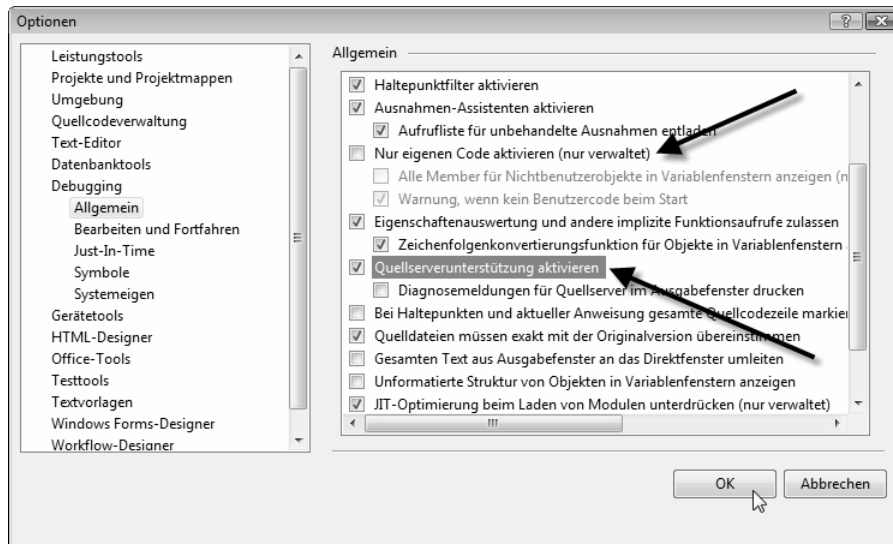 Optionen
Leistungstools
Projekte und Projektmappen
Umgebung
Quellcodeverwaltung
Text-Editor
Datenbanktools
Debugging
Allgemein
Bearbeiten und Fortfahren
Just-In-Time
Symbole
Systemeigen
Gerätetools
HTML-Designer
Office-Tools
Testtools
Textvorlagen
Windows Forms-Designer
Workflow-Designer
Allgemein
Haltepunktfilter aktivieren
Ausnahmen-Assistenten aktivieren
Aufrufliste für unbehandelte Ausnahmen entladen
Nur eigenen Code aktivieren (nur verwaltet)
Alle Member für Nichtbenutzerobjekte in Variablenfenstern anzeigen (n
Warnung, wenn kein Benutzercode beim Start
Eigenschaftenauswertung und andere implizite Funktionsaufrufe zulassen
Zeichenfolgenkonvertierungsfunktion für Objekte in Variablenfenstern
Quellserverunterstützung aktivieren
Diagnosemeldungen für Quellserver im Ausgabefenster drucken
Bei Haltepunkten und aktueller Anweisung gesamte Quellcodezeile markier
Quelldateien müssen exakt mit der Originalversion übereinstimmen
Gesamten Text aus Ausgabefenster an das Direktfenster umleiten
Unformatierte Struktur von Objekten in Variablenfenstern anzeigen
JIT-Optimierung beim Laden von Modulen unterdrücken (nur verwaltet)
OK
Abbrechen